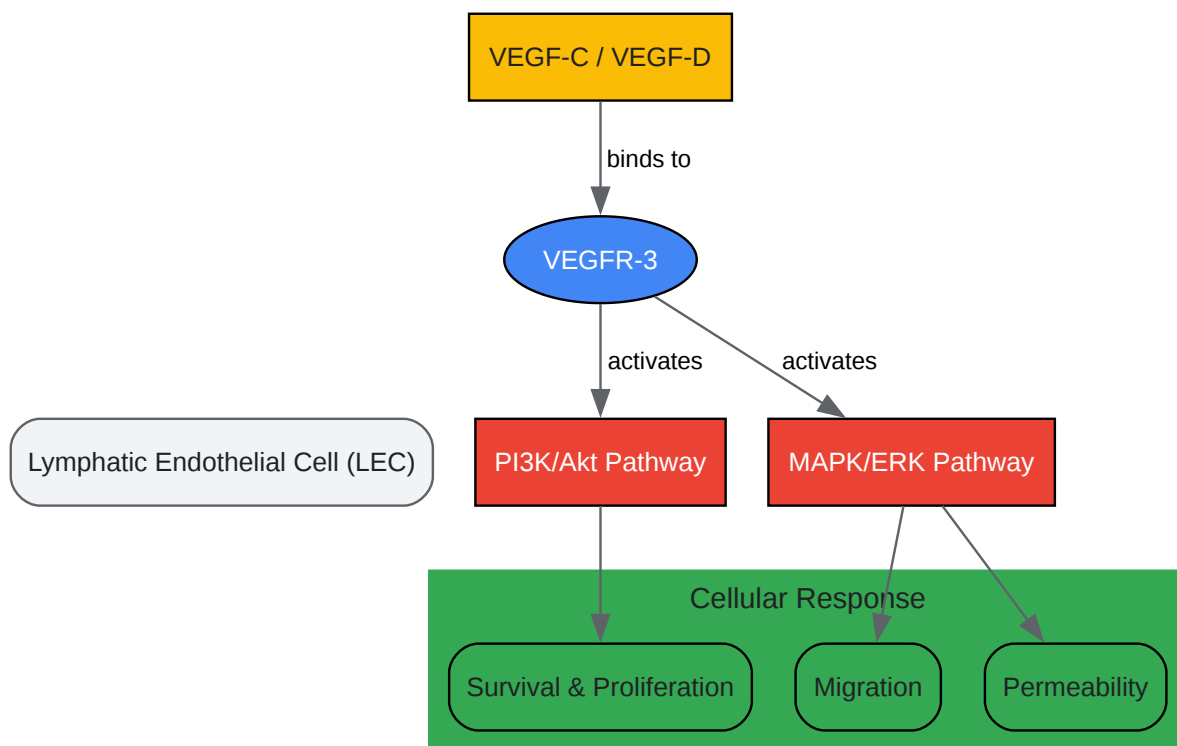 VEGF-C / VEGF-D
binds to
VEGFR-3
activates
activates
Lymphatic Endothelial Cell (LEC)
PI3K/Akt Pathway
MAPK/ERK Pathway
Cellular Response
Survival & Proliferation
Migration
Permeability